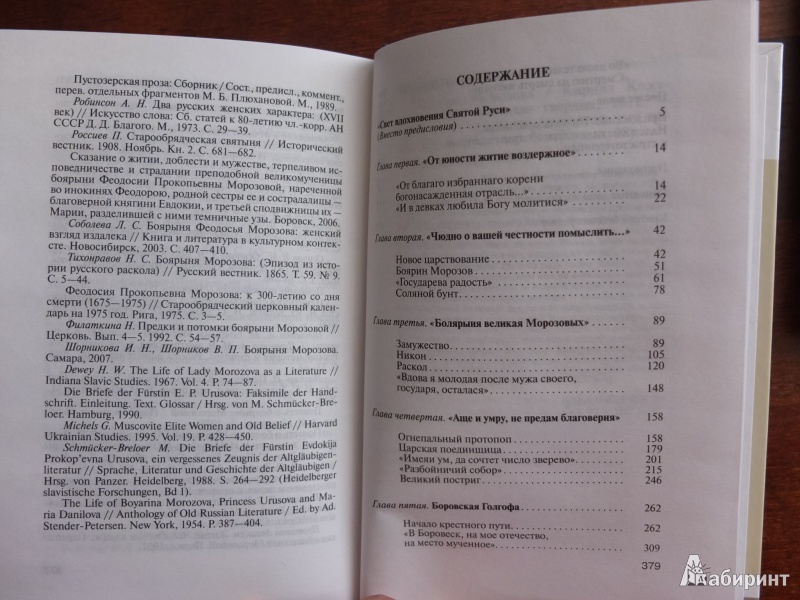 Пустозерская проза: Сборник / Сост., предисл., коммент.,
перев. отдельных фрагментов М. Б. Плюхановой. М., 1989.
Робинсон А. Н. Два русских женских характера: (XVII
век) // Искусство слова: Сб. статей к 80-летию чл.-корр. АН
СССР Д. Д. Благого. М., 1973. С. 29—39.
Россиев П. Старообрядческая святыня // Исторический
вестник. 1908. Ноябрь. Кн. 2. С. 681—682.
Сказание о житии, доблести и мужестве, терпеливом ис-
поведничестве и страдании преподобной великомученицы
боярыни Феодосии Прокопьевны Морозовой, нареченной
во инокинях Феодорою, родной сестры ее и сострадалицы —
благоверной княгини Евдокии, и третьей сподвижницы их —
Марии, разделившей с ними темничные узы. Боровск, 2006.
Соболева Л. С. Боярыня Феодосья Морозова: женский
взгляд издалека // Книга и литература в культурном контек-
сте. Новосибирск, 2003. С. 407—410.
Тихонравов Н. С. Боярыня Морозова: (Эпизод из ис-
тории русского раскола) // Русский вестник. 1865. Т. 59. № 9.
С. 5—44.
Феодосия Прокопьевна Морозова: к 300-летию со дня
смерти (1675—1975) // Старообрядческий церковный кален-
дарь на 1975 год. Рига, 1975. С. 3—5.
Филаткина Н. Предки и потомки боярыни Морозовой //
Церковь. Вып. 4—5. 1992. С. 54—57.
Шорникова И. Н., Шорников В. П. Боярыня Морозова.
Самара, 2007.
Dewey H. W. The Life of Lady Morozova as a Literature //
Indiana Slavic Studies. 1967. Vol. 4. P. 74—87.
Die Briefe der Fürstin E. P. Urusova: Faksimile der Hand-
schrift. Einleitung. Text. Glossar / Hrsg. von M. Schmücker-Bre-
loer. Hamburg, 1990.
Michels G. Muscovite Elite Women and Old Belief // Harvard
Ukrainian Studies. 1995. Vol. 19. P. 428—450.
Schmücker-Breloer M. Die Briefe der Fürstin Evdokija
Prokop'evna Urusova, ein vergessenes Zeugnis der Altgläubigen-
literatur // Sprache, Literatur und Geschichte der Altgläubigen /
Hrsg. von Panzer. Heidelberg, 1988. S. 264—292 (Heidelberger
slavistische Forschungen, Bd 1).
The Life of Boyarina Morozova, Princess Urusova and Ma-
ria Danilova // Anthology of Old Russian Literature / Ed. by Ad.
Stender-Petersen. New York, 1954. P. 387—404.
СОДЕРЖАНИЕ
«Свет вдохновения Святой Руси»
(Вместо предисловия) 5
Глава первая. «От юности житие воздержное» 14
«От благаго избраннаго корени
богонасажденная отрасль...» 14
«И в девках любила Богу молитися» 22
Глава вторая. «Чюдно о вашей честности помыслить...» 42
Новое царствование 42
Боярин Морозов 51
«Государева радость» 61
Соляной бунт 78
Глава третья. «Болярыня великая Морозовых» 89
Замужество 89
Никон 105
Раскол 120
«Вдова я молодая после мужа своего,
государя, осталася» 148
Глава четвертая. «Аще и умру, не предам благоверия» 158
Огнепальный протопоп 158
Царская поединщица 179
«Имеяи ум, да сочтет число зверево» 201
«Разбойничий собор» 215
Великий постриг 246
Глава пятая. Боровская Голгофа 262
Начало крестного пути 262
«В Боровеск, на мое отечество,
на место мученное» 309
379
Лабиринт